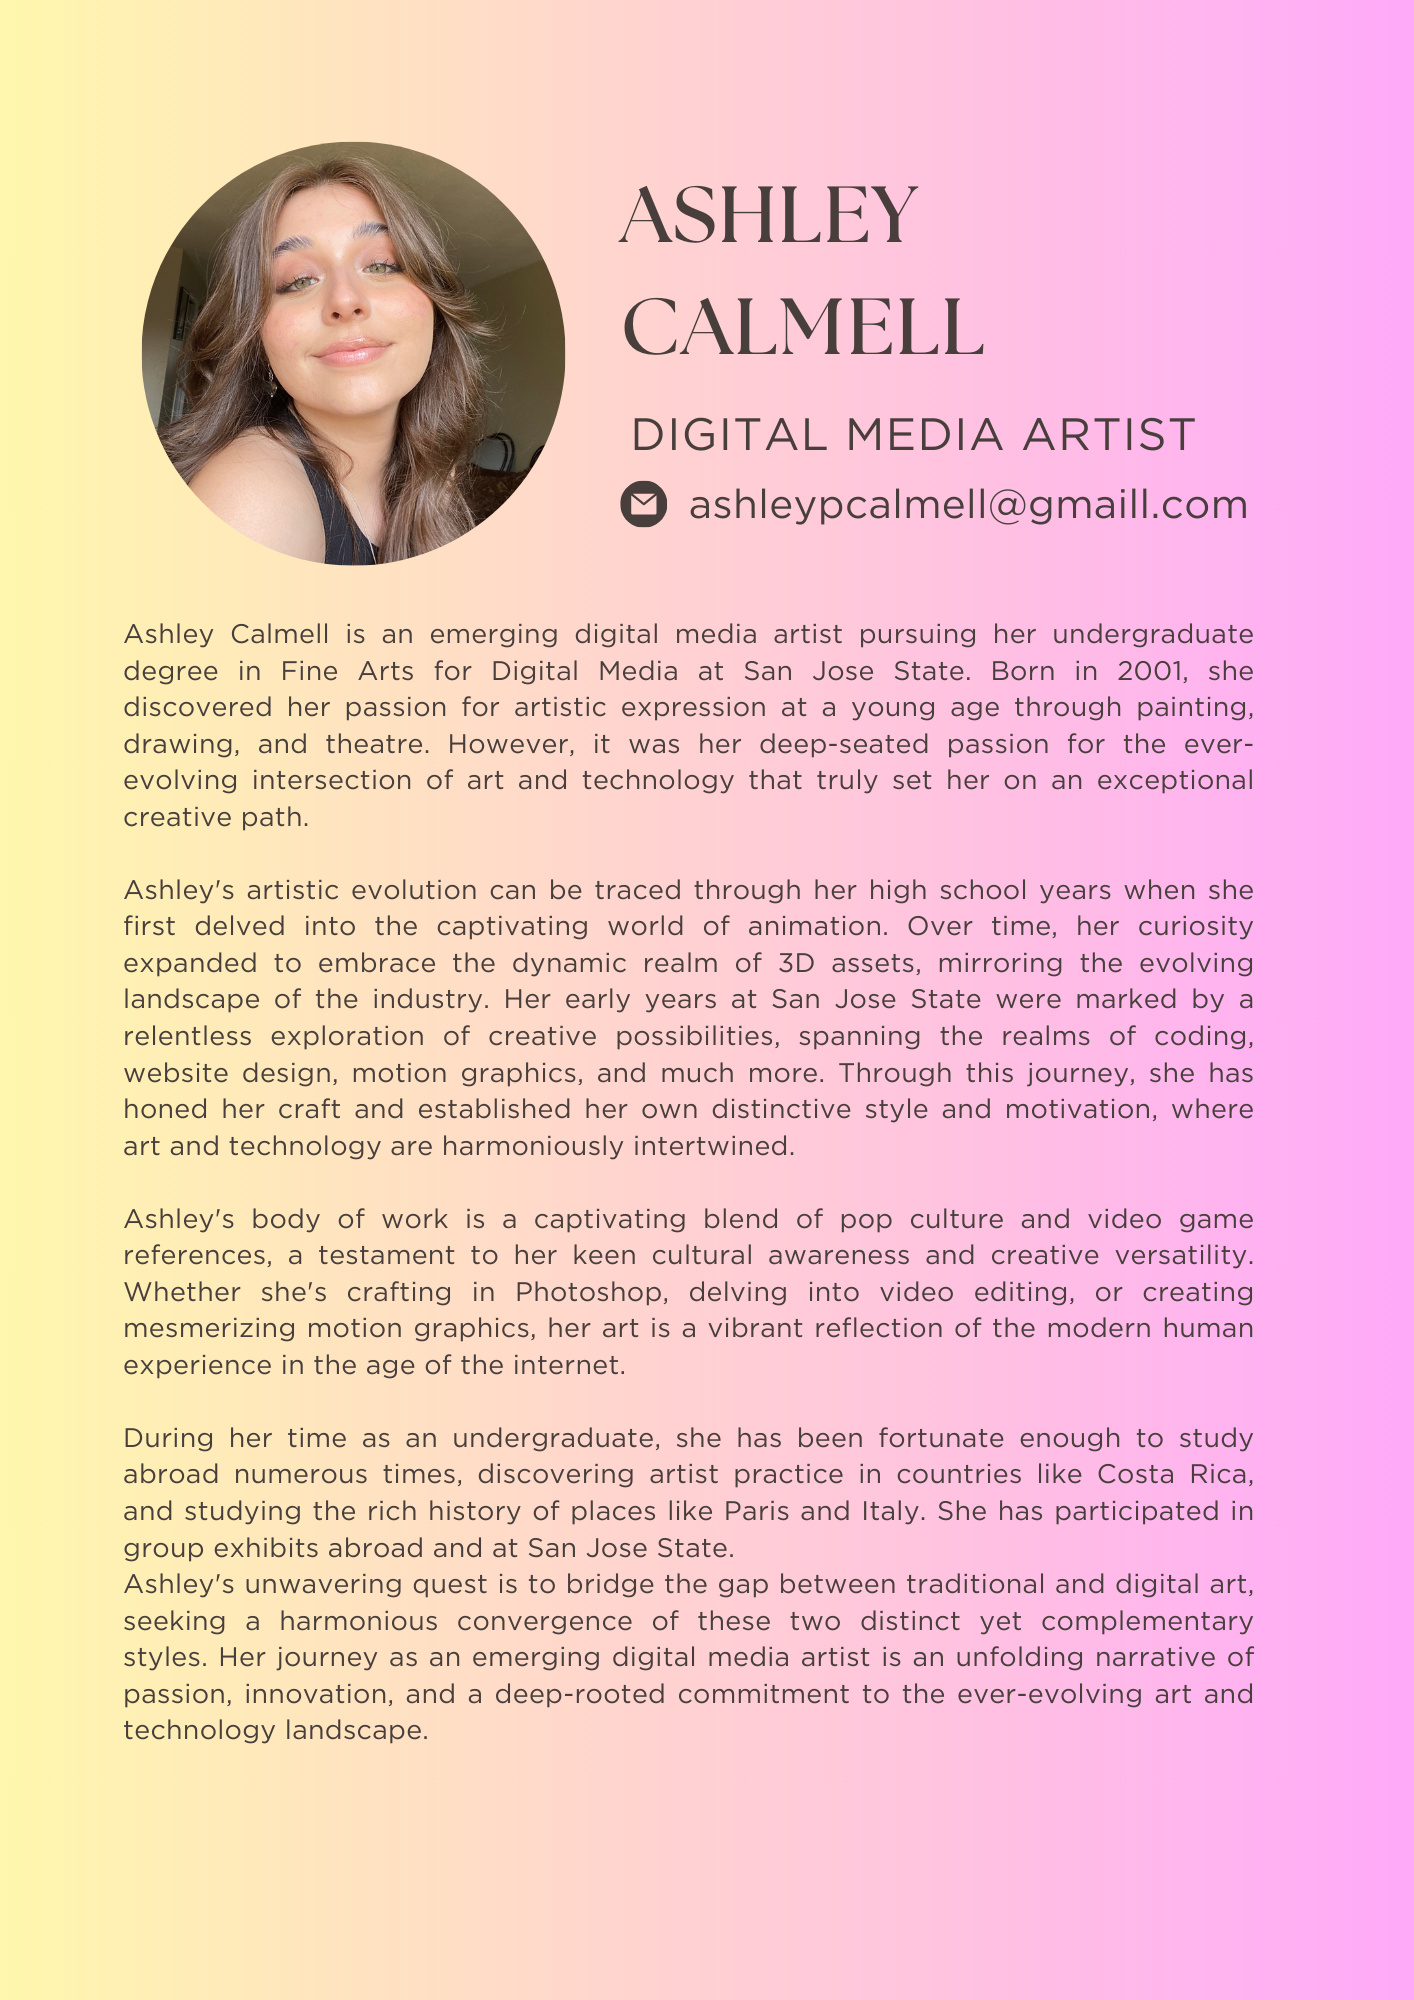 ASHLEY
CALMELL
DIGITAL MEDIA ARTIST
ashleypcalmell@gmaill.com
Ashley Calmell is an emerging digital media artist pursuing her undergraduate
degree in Fine Arts for Digital Media at San Jose State. Born in 2001, she
discovered her passion for artistic expression at a young age through painting,
drawing, and theatre. However, it was her deep-seated passion for the ever-
evolving intersection of art and technology that truly set her on an exceptional
creative path.
Ashley's artistic evolution can be traced through her high school years when she
first delved into the captivating world of animation. Over time, her curiosity
expanded to embrace the dynamic realm of 3D assets, mirroring the evolving
landscape of the industry. Her early years at San Jose State were marked by a
relentless exploration of creative possibilities, spanning the realms of coding,
website design, motion graphics, and much more. Through this journey, she has
honed her craft and established her own distinctive style and motivation, where
art and technology are harmoniously intertwined.
Ashley's body of work is a captivating blend of pop culture and video game
references, a testament to her keen cultural awareness and creative versatility.
Whether she's crafting in Photoshop, delving into video editing, or creating
mesmerizing motion graphics, her art is a vibrant reflection of the modern human
experience in the age of the internet.
During her time as an undergraduate, she has been fortunate enough to study
abroad numerous times, discovering artist practice in countries like Costa Rica,
and studying the rich history of places like Paris and Italy. She has participated in
group exhibits abroad and at San Jose State.
Ashley's unwavering quest is to bridge the gap between traditional and digital art,
seeking a harmonious convergence of these two distinct yet complementary
styles. Her journey as an emerging digital media artist is an unfolding narrative of
passion, innovation, and a deep-rooted commitment to the ever-evolving art and
technology landscape.